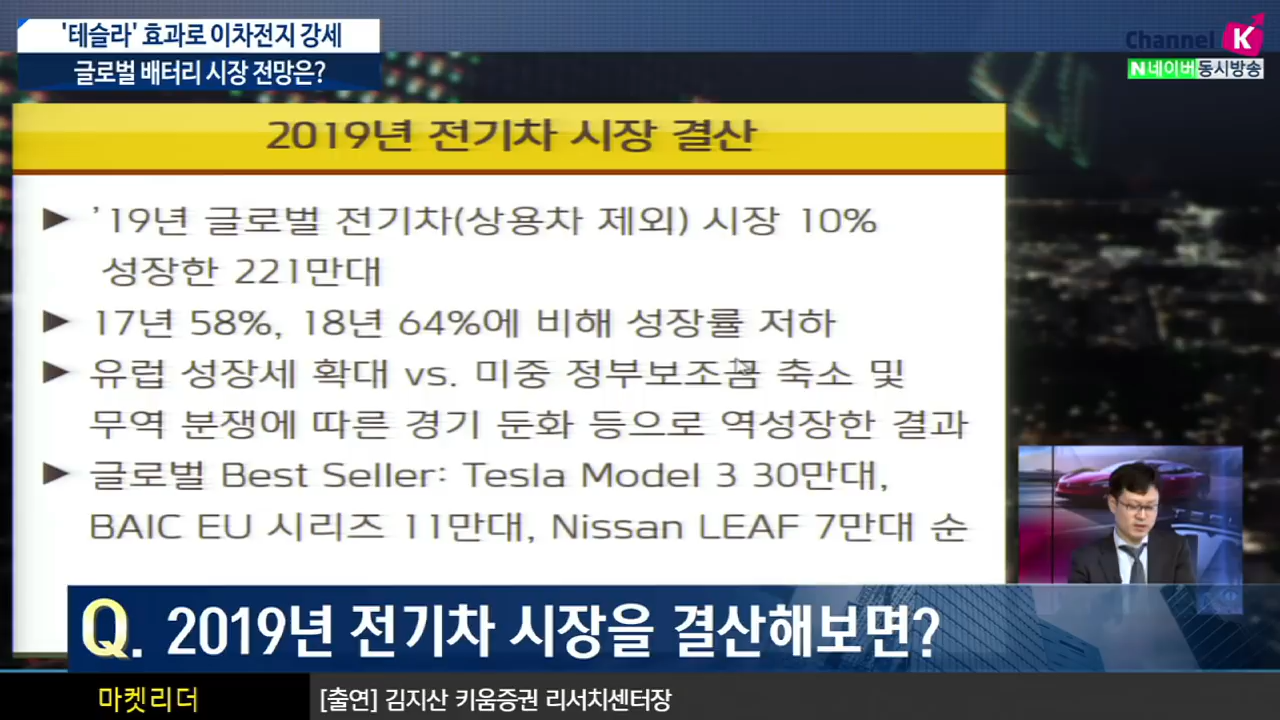 '테슬라' 효과로 이차전지 강세
글로벌 배터리 시장 전망은?
Channel K
N네이버 동시방송
2019년 전기차 시장 결산
▶ '19년 글로벌 전기차(상용차 제외) 시장 10%
성장한 221만대
▶ 17년 58%, 18년 64%에 비해 성장률 저하
▶ 유럽 성장세 확대 vs. 미중 정부보조금 축소 및
무역 분쟁에 따른 경기 둔화 등으로 역성장한 결과
▶ 글로벌 Best Seller: Tesla Model 3 30만대,
BAIC EU 시리즈 11만대, Nissan LEAF 7만대 순
Q. 2019년 전기차 시장을 결산해보면?
마켓리더
[출연] 김지산 키움증권 리서치센터장